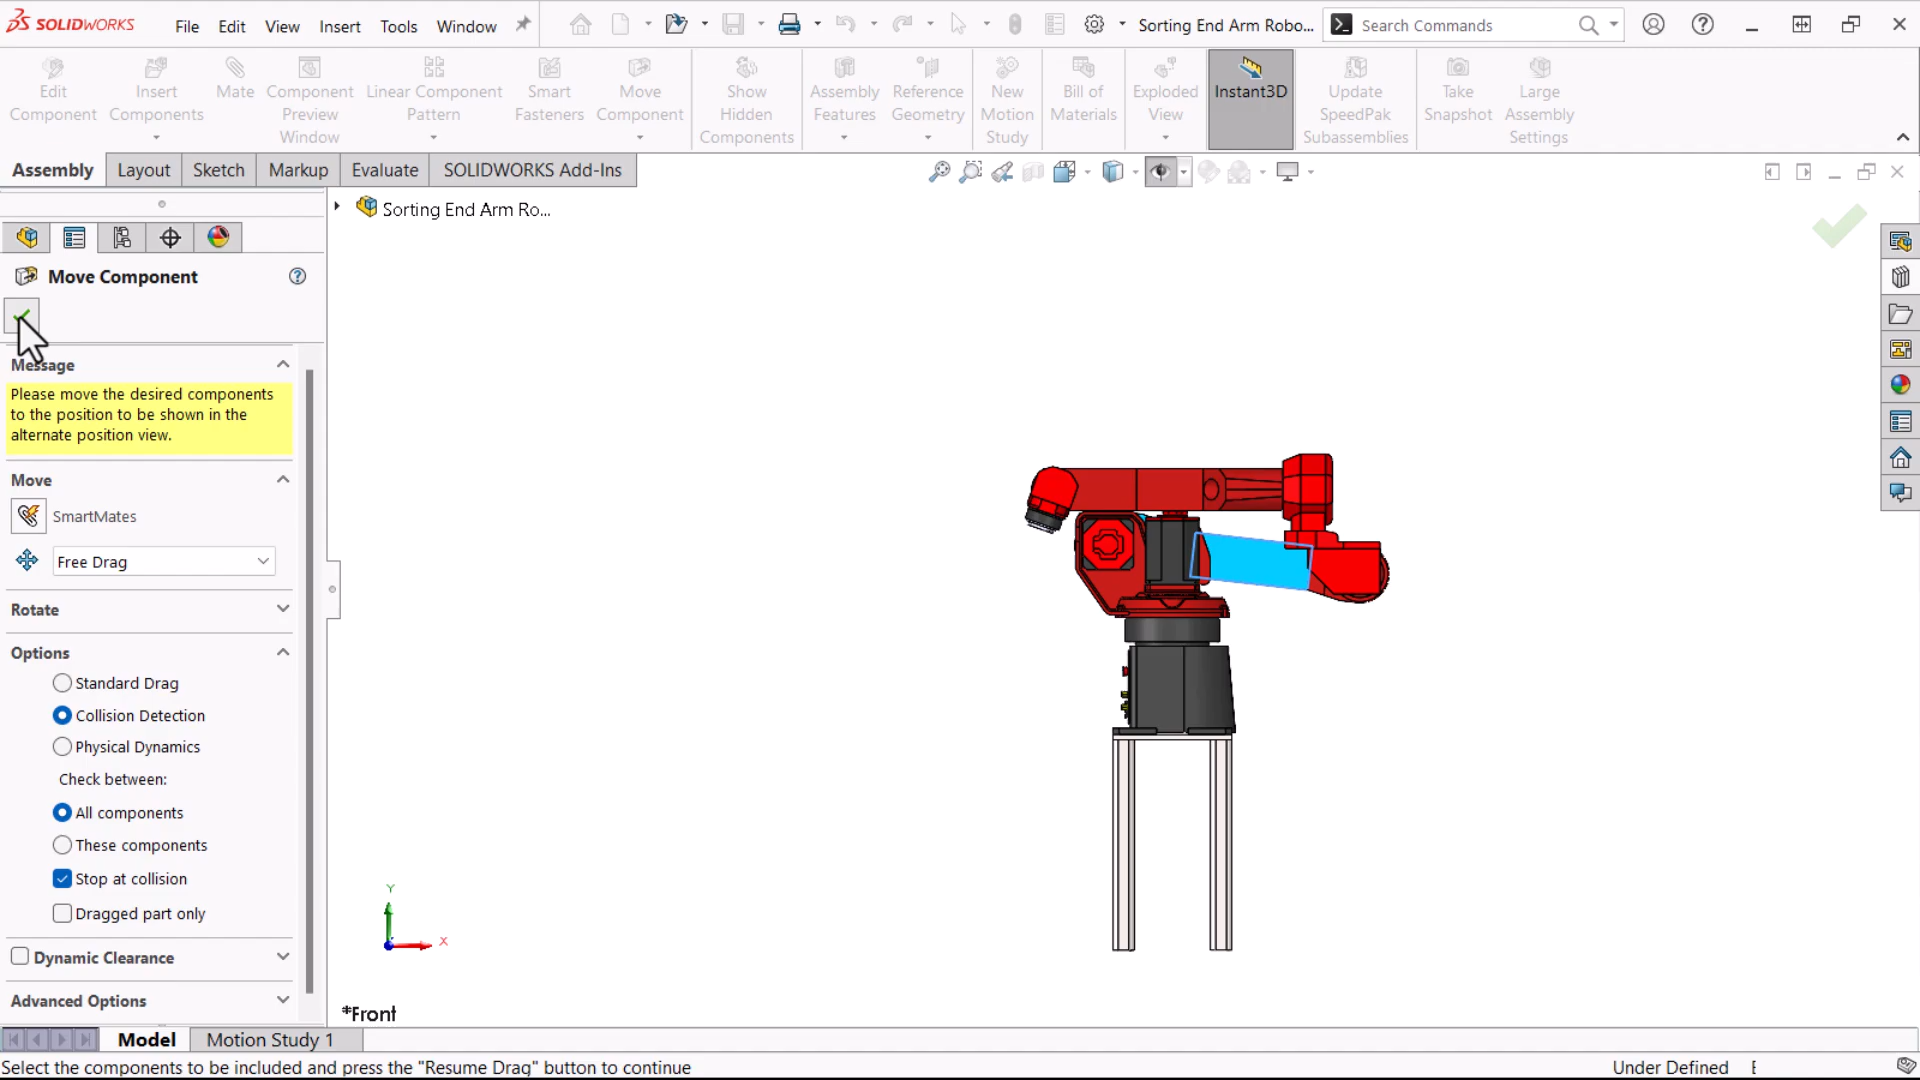 SOLIDWORKS
File Edit View Insert Tools Window
Sorting End Arm Robo...
Search Commands
Edit Component
Insert Components
Mate
Component Preview Window
Linear Component Pattern
Smart Fasteners
Move Component
Show Hidden Components
Assembly Features
Reference Geometry
New Motion Study
Bill of Materials
Exploded View
Instant3D
Update SpeedPak Subassemblies
Take Snapshot
Large Assembly Settings
Assembly Layout Sketch Markup Evaluate SOLIDWORKS Add-Ins
Sorting End Arm Ro...
Move Component
Message
Please move the desired components
to the position to be shown in the
alternate position view.
Move
SmartMates
Free Drag
Rotate
Options
Standard Drag
Collision Detection
Physical Dynamics
Check between:
All components
These components
Stop at collision
Dragged part only
Dynamic Clearance
Advanced Options
Y
X
*Front
Model Motion Study 1
Select the components to be included and press the "Resume Drag" button to continue
Under Defined